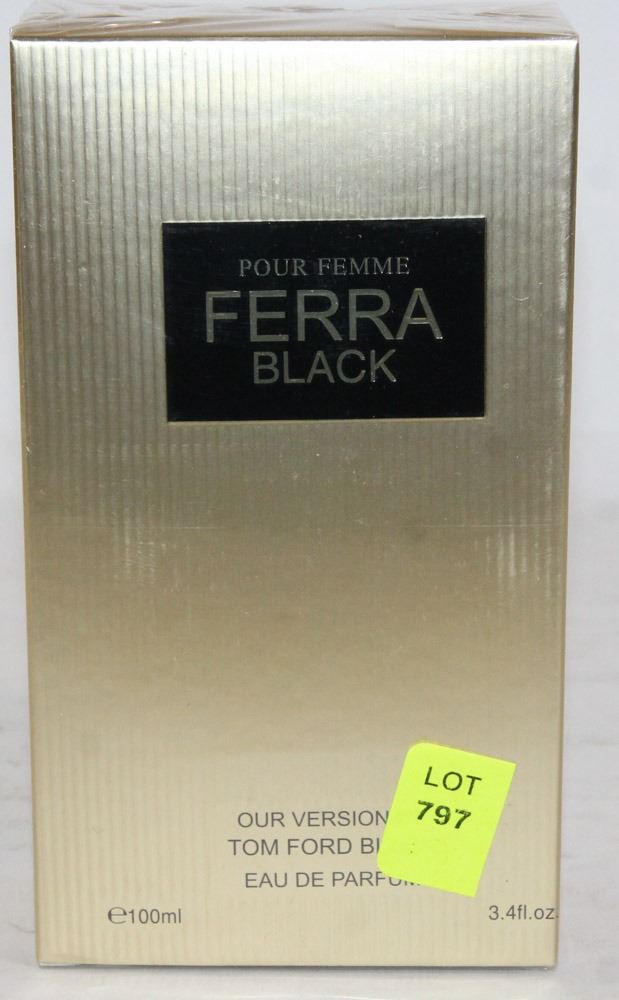 POUR FEMME
FERRA
BLACK
LOT
797
OUR VERSION
TOM FORD
EAU DE PARFUM
℮100ml
3.4fl.oz.